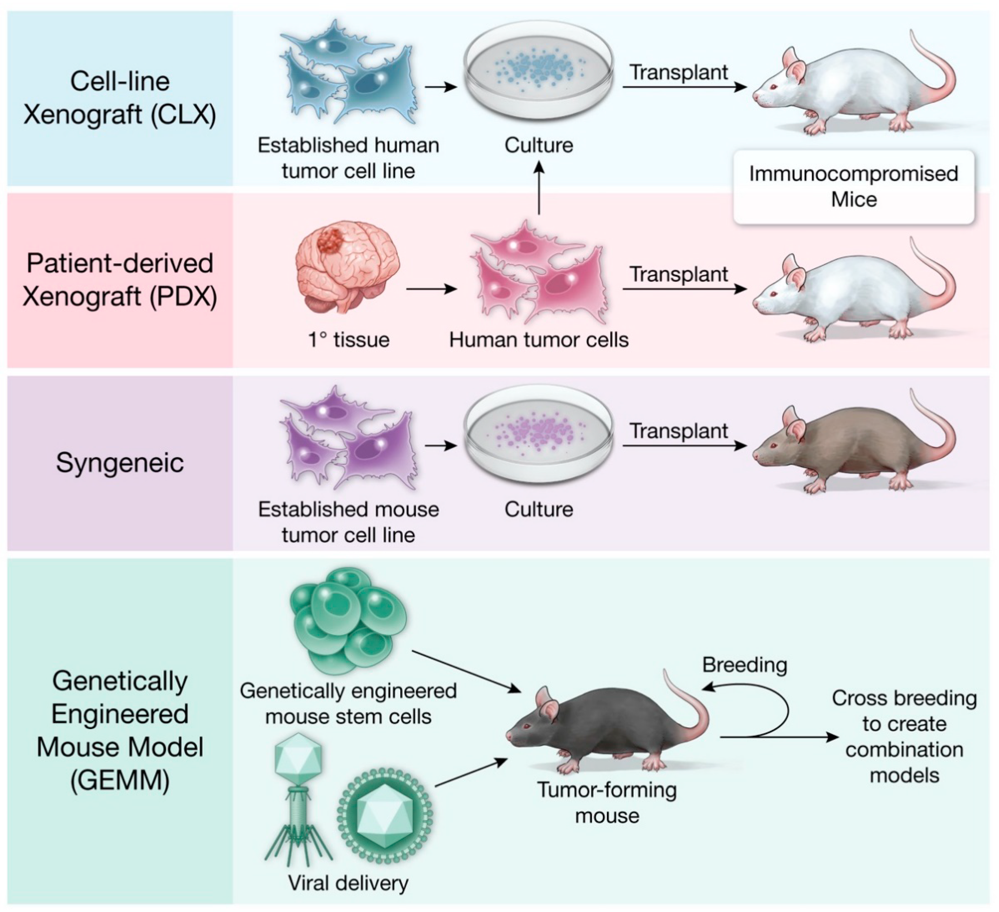 Cell-line
Xenograft (CLX)
Established human
tumor cell line
Culture
Transplant
Immunocompromised
Mice
Patient-derived
Xenograft (PDX)
1° tissue
Human tumor cells
Transplant
Syngeneic
Established mouse
tumor cell line
Culture
Transplant
Genetically
Engineered
Mouse Model
(GEMM)
Genetically engineered
mouse stem cells
Viral delivery
Tumor-forming
mouse
Breeding
Cross breeding
to create
combination
models